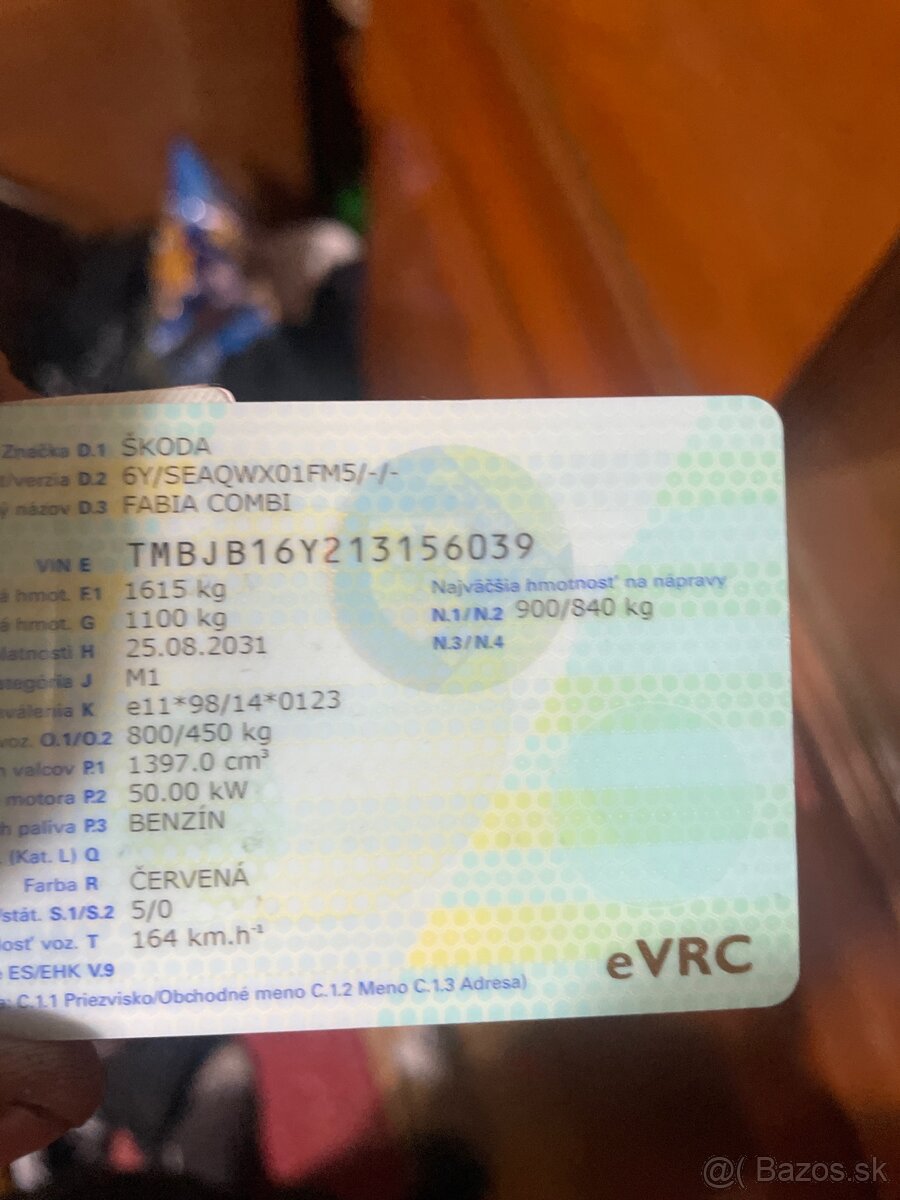 Značka D.1 ŠKODA
t/verzia D.2 6Y/SEAQWX01FM5/-/-
ý názov D.3 FABIA COMBI
VIN E TMBJB16Y213156039
á hmot. F.1 1615 kg
Najväčšia hmotnosť na nápravy
á hmot. G 1100 kg
N.1/N.2 900/840 kg
latnosti H 25.08.2031
N.3/N.4
ategória J M1
válenia K e11*98/14*0123
voz. O.1/O.2 800/450 kg
valcov P.1 1397.0 cm³
motora P.2 50.00 kW
h paliva P.3 BENZÍN
(Kat. L) Q
Farba R ČERVENÁ
/stát. S.1/S.2 5/0
losť voz. T 164 km.h⁻¹
ES/EHK V.9
eVRC
C.1.1 Priezvisko/Obchodné meno C.1.2 Meno C.1.3 Adresa)
@( Bazos.sk